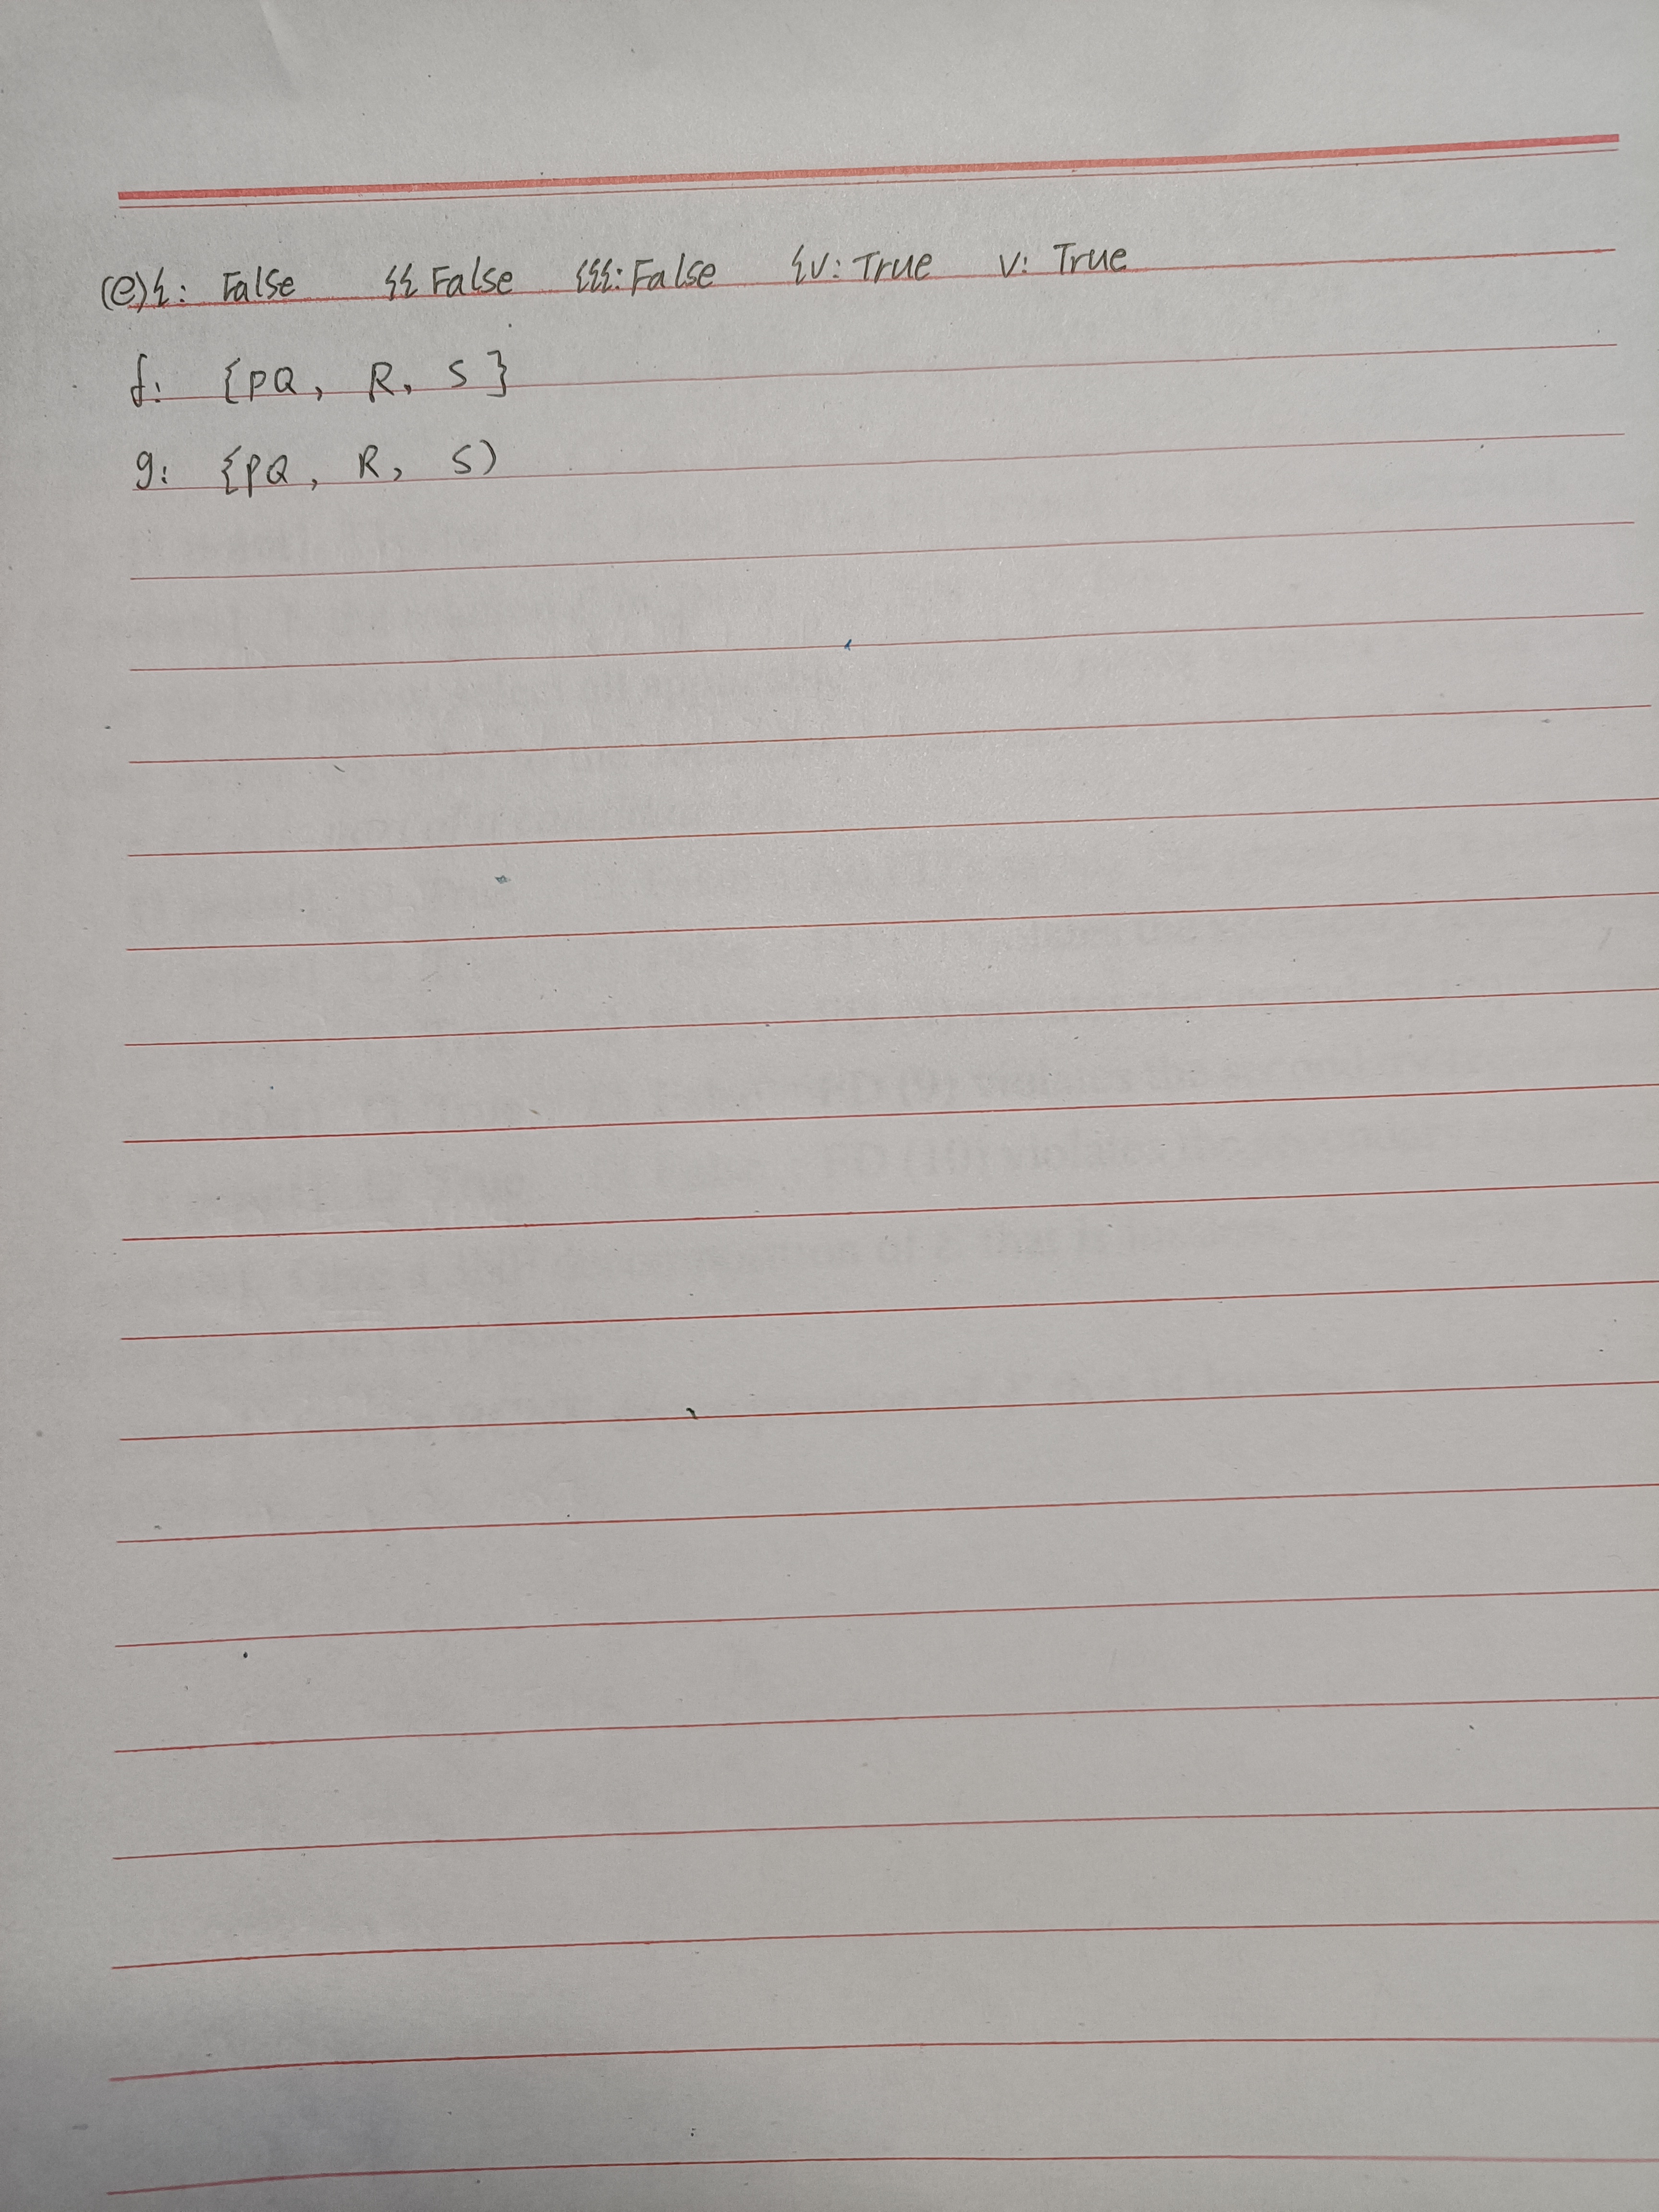 (e) i: False ii False iii: False iv: True v: True
f: {PQ, R, S}
g: {PQ, R, S)